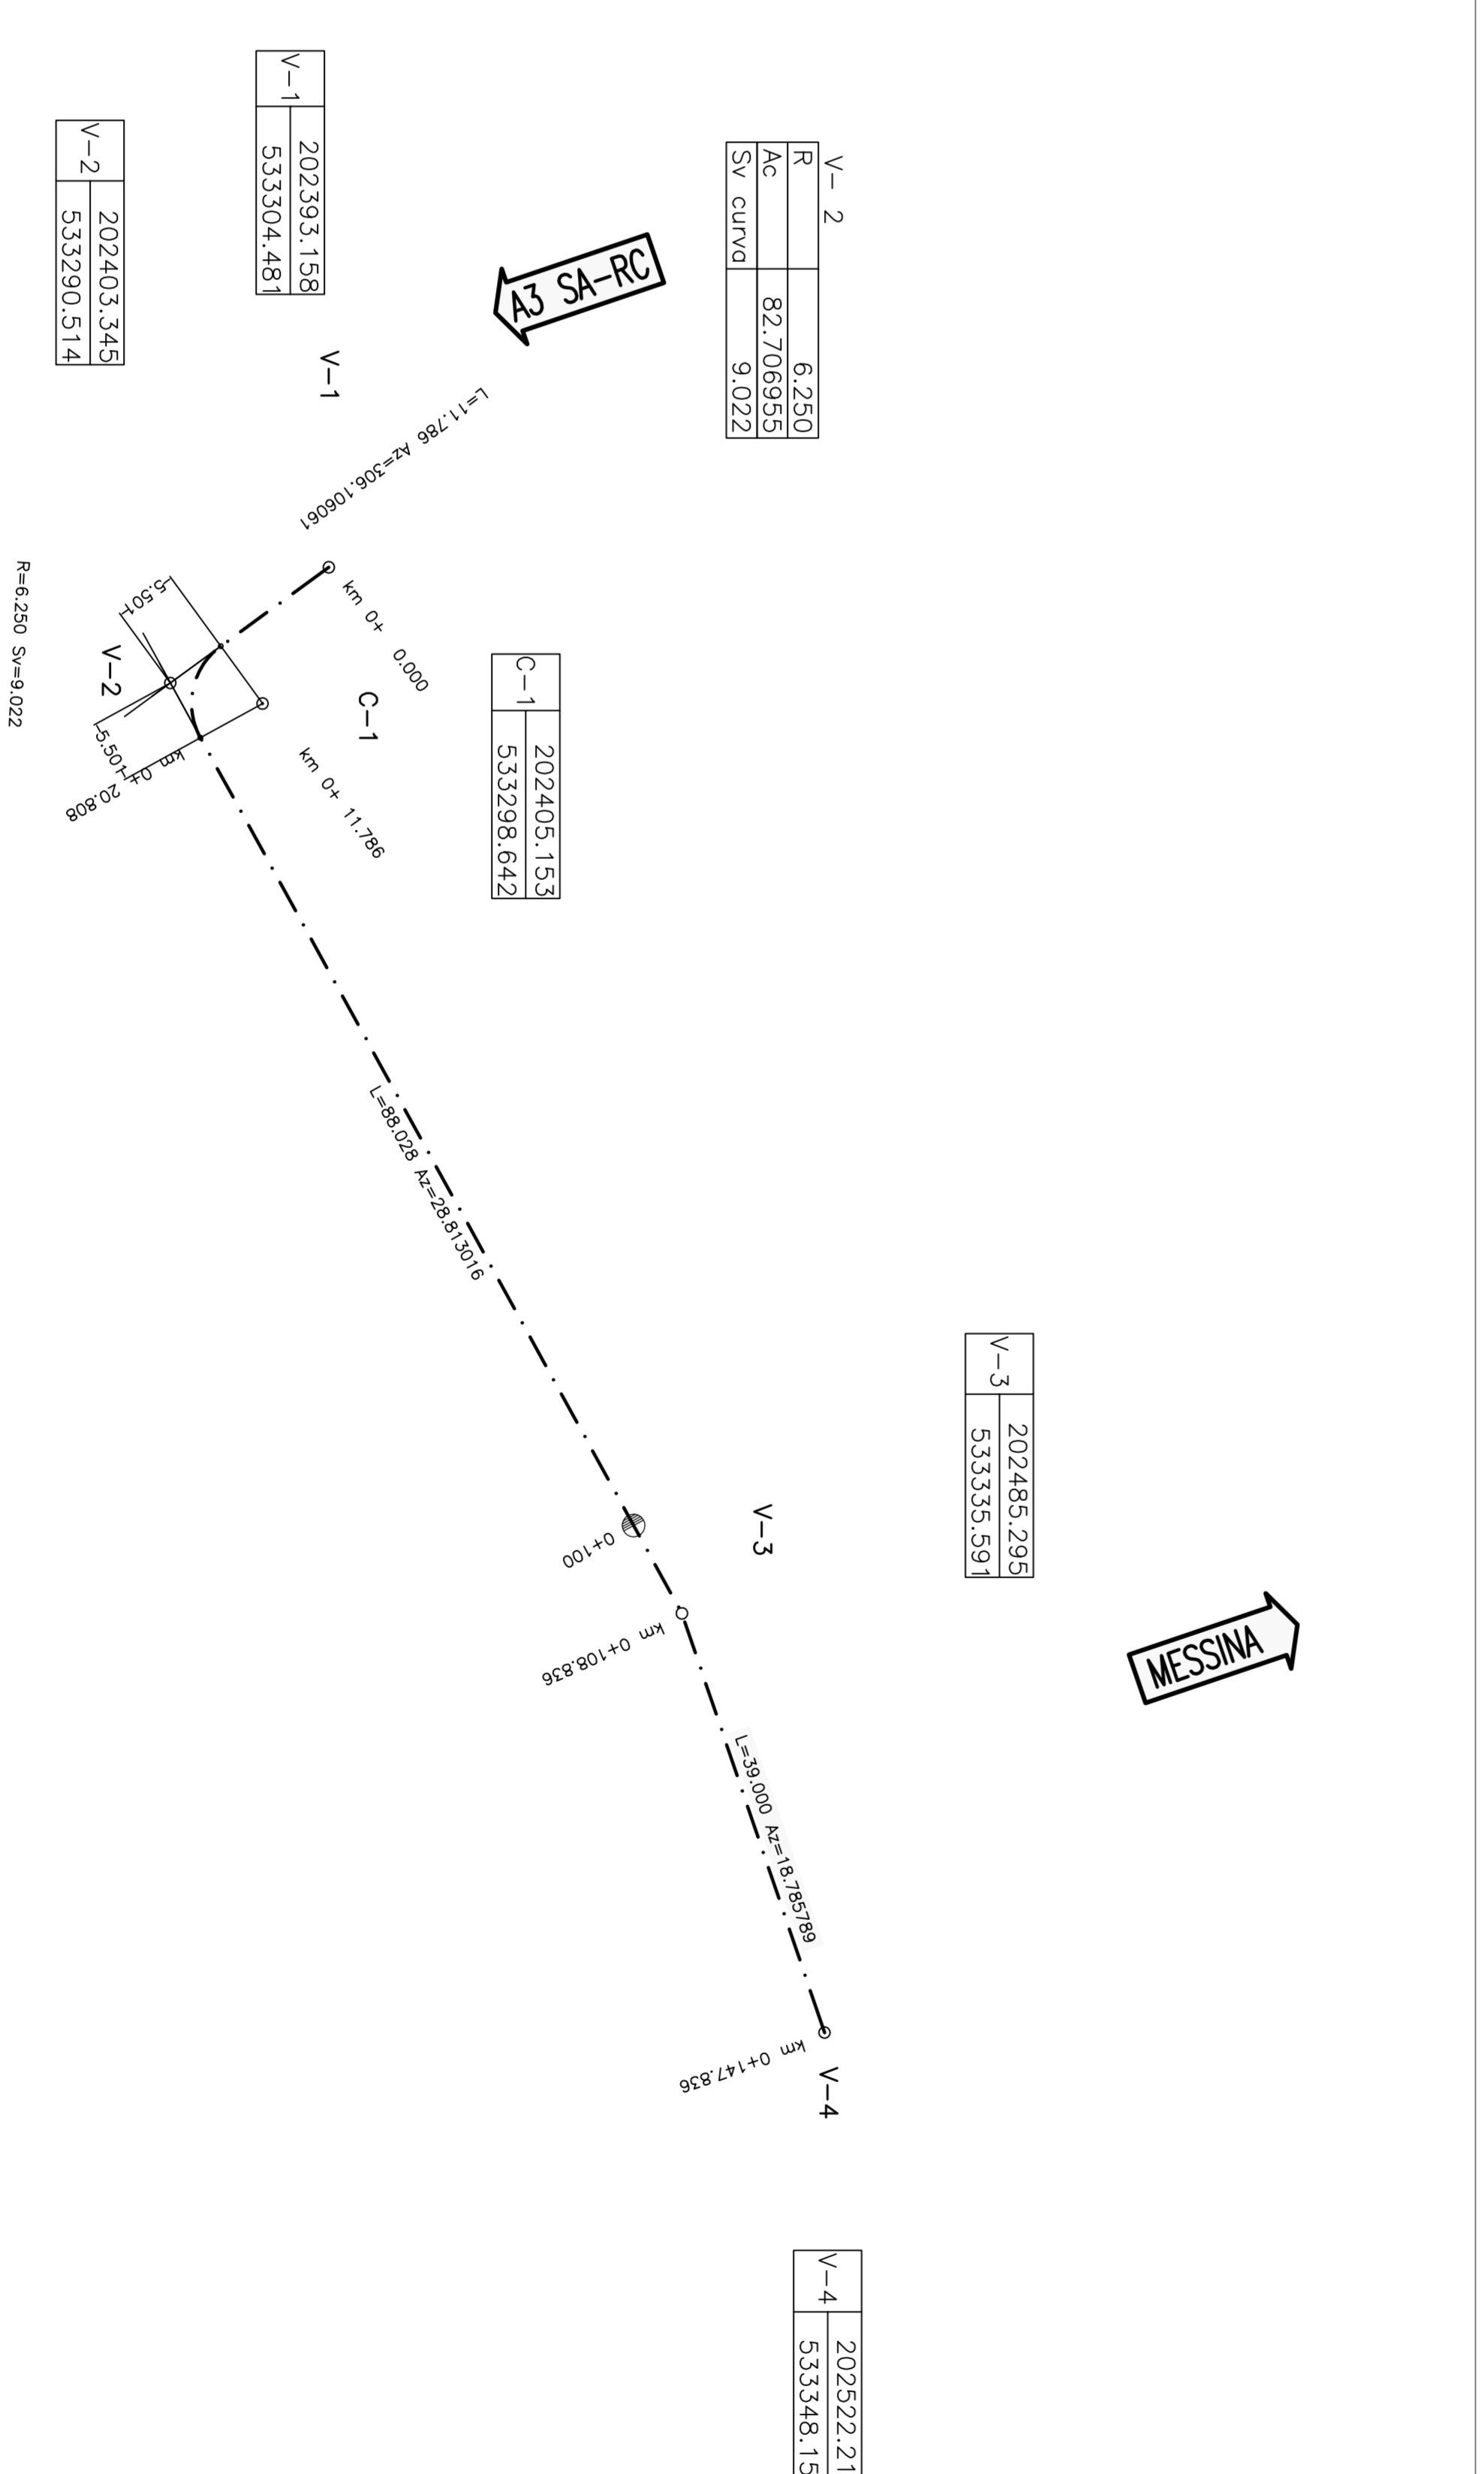 V- 2
R 6.250
Ac 82.706955
Sv curva 9.022
A3 SA-RC
V-1
202393.158
533304.481
V-2
202403.345
533290.514
V-1
L=11.786 Az=306.106061
km 0+ 0.000
C-1
km 0+ 11.786
C-1
202405.153
533298.642
5.501
V-2
5.501
km 0+ 20.808
R=6.250 Sv=9.022
L=88.028 Az=28.813016
V-3
202485.295
533335.591
V-3
0+100
km 0+108.836
MESSINA
L=39.000 Az=18.785789
km 0+147.836
V-4
V-4
202522.21
533348.15